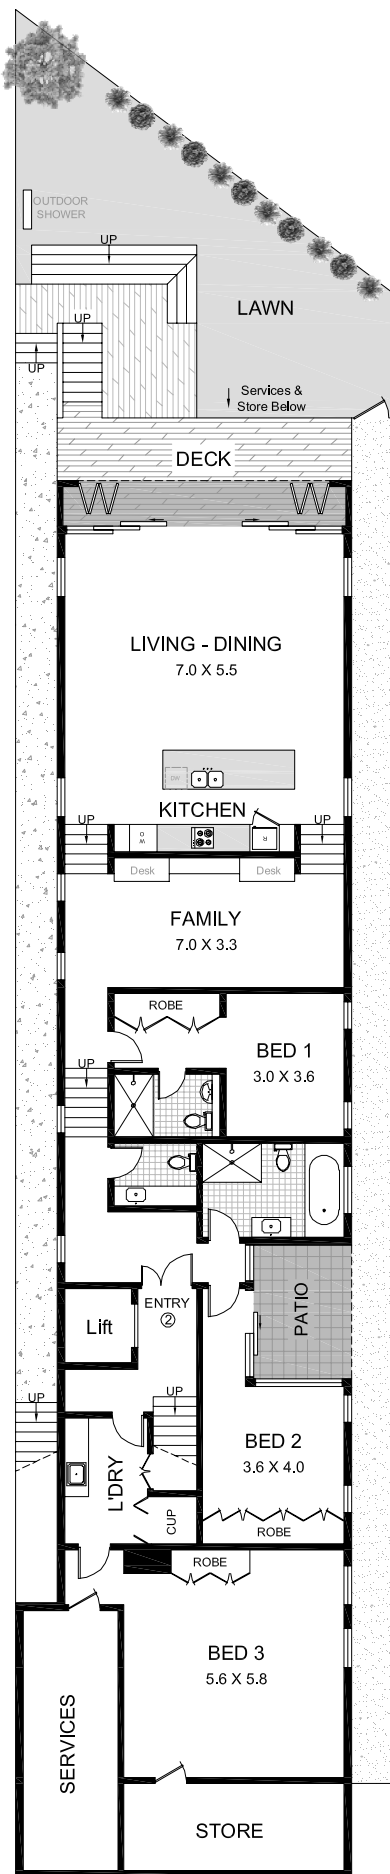 OUTDOOR
SHOWER
UP
LAWN
UP
UP
Services &
Store Below
DECK
LIVING - DINING
7.0 X 5.5
DW
KITCHEN
UP
UP
WO
R
Desk
Desk
FAMILY
7.0 X 3.3
ROBE
BED 1
3.0 X 3.6
UP
ENTRY
2
Lift
PATIO
UP
UP
BED 2
3.6 X 4.0
L'DRY
CUP
ROBE
ROBE
BED 3
5.6 X 5.8
SERVICES
STORE